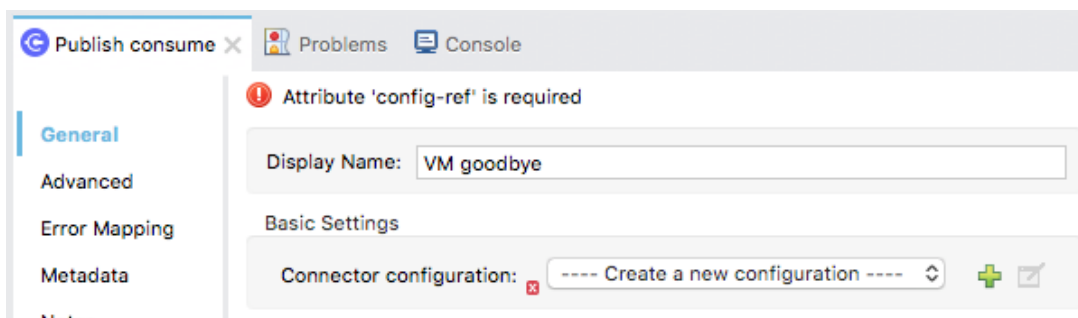 Publish consume Problems Console
Attribute 'config-ref' is required
General
Display Name: VM goodbye
Advanced
Basic Settings
Error Mapping
Connector configuration: ---- Create a new configuration ----
Metadata